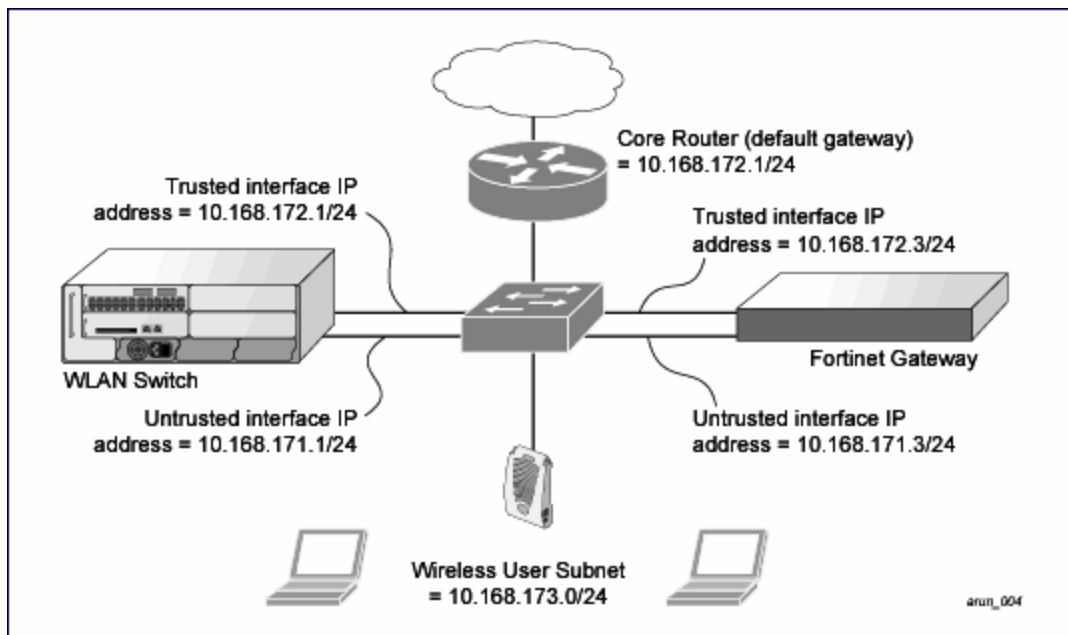 Core Router (default gateway)
= 10.168.172.1/24
Trusted interface IP
address = 10.168.172.1/24
Trusted interface IP
address = 10.168.172.3/24
WLAN Switch
Fortinet Gateway
Untrusted interface IP
address = 10.168.171.1/24
Untrusted interface IP
address = 10.168.171.3/24
Wireless User Subnet
= 10.168.173.0/24
arun_004